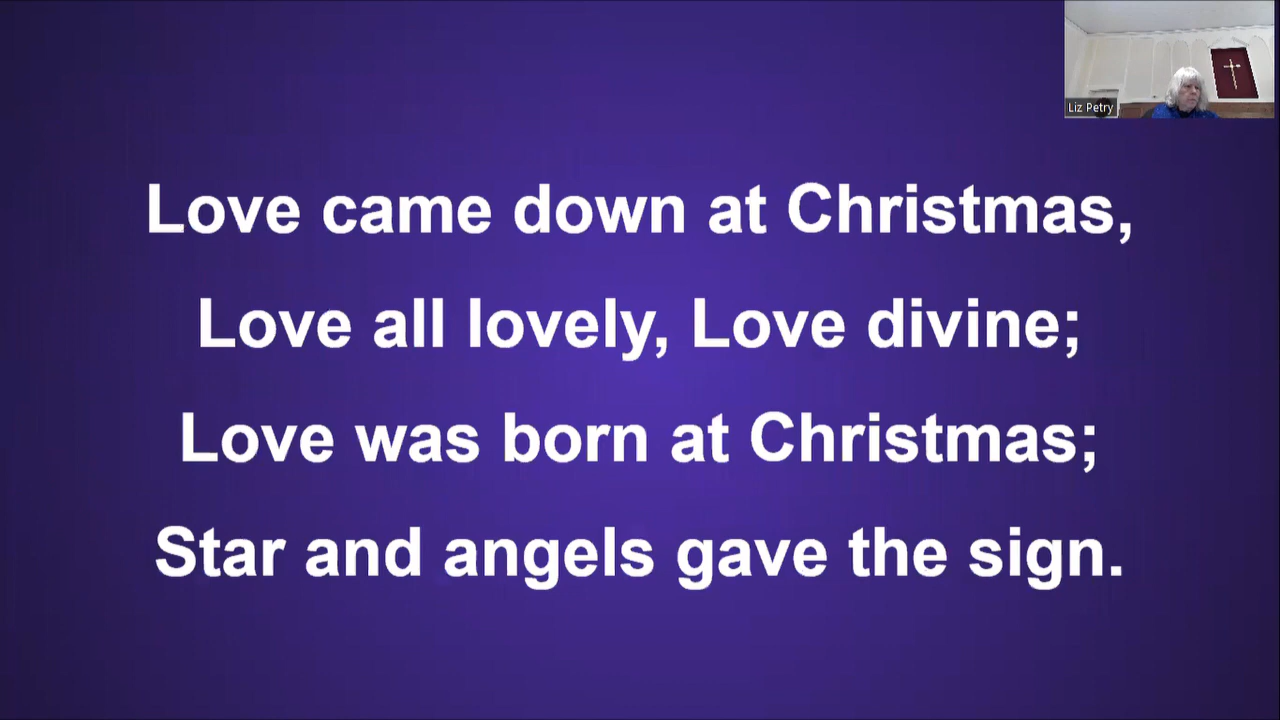 Liz Petry
Love came down at Christmas,
Love all lovely, Love divine;
Love was born at Christmas;
Star and angels gave the sign.